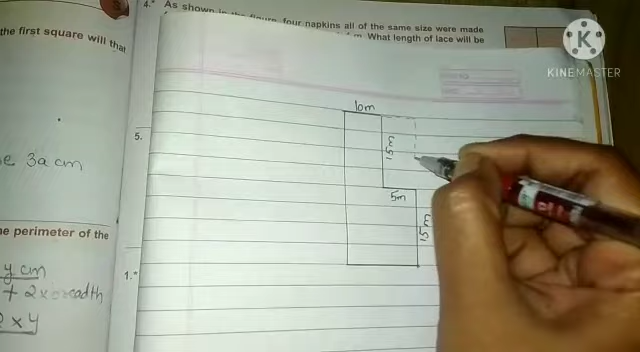 4.* As shown in the figure, four napkins all of the same size were made
m. What length of lace will be
the first square will that
K
KINEMASTER
10m
5.
15m
e 3a cm
5m
15m
e perimeter of the
y cm
1.*
+ 2x breadth
2 x 4